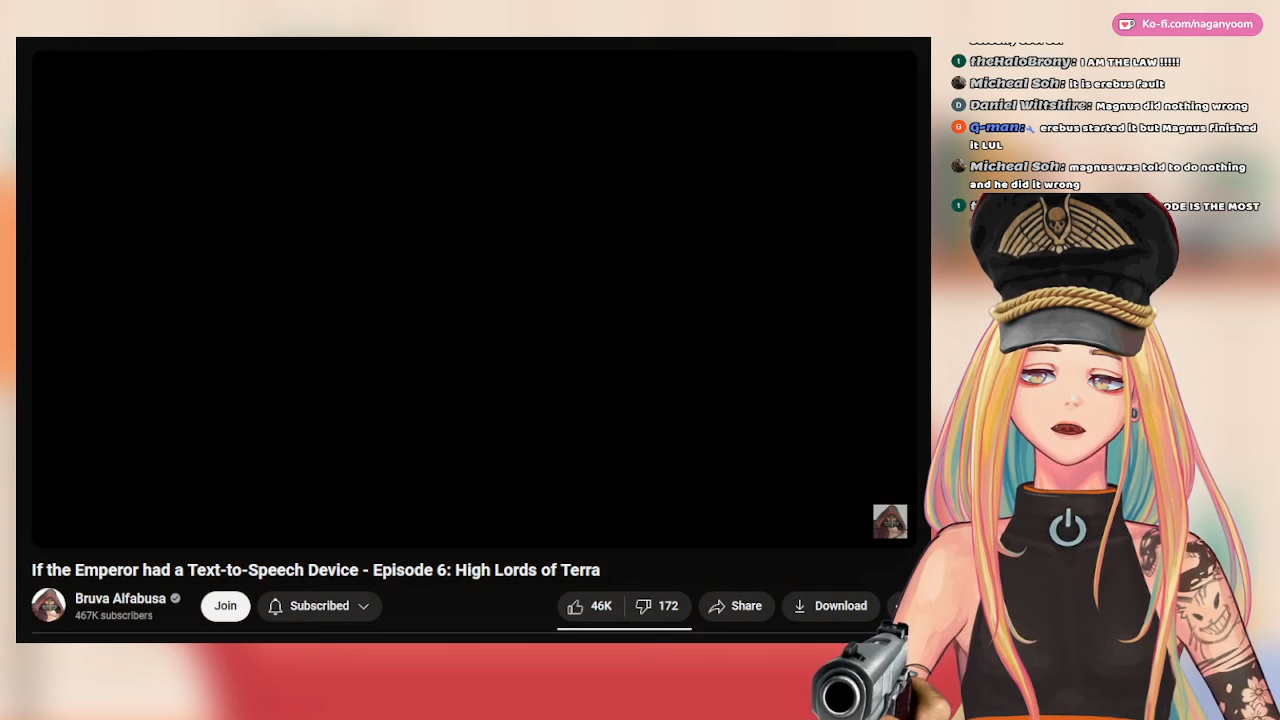 Ko-fi.com/naganyoom
theHaloBrony: I AM THE LAW !!!!!
Micheal Soh: it is erebus fault
Daniel Wiltshire: Magnus did nothing wrong
G-man: erebus started it but Magnus finished
it LUL
Micheal Soh: magnus was told to do nothing
and he did it wrong
IS THE MOST
If the Emperor had a Text-to-Speech Device - Episode 6: High Lords of Terra
Bruva Alfabusa
467K subscribers
Join
Subscribed
46K
172
Share
Download